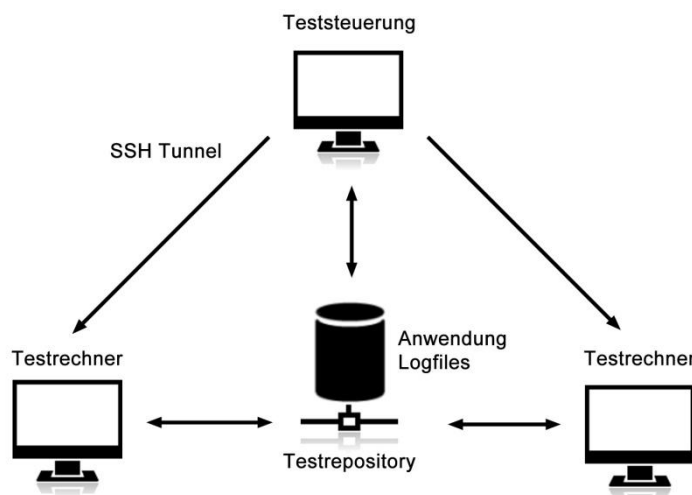 Teststeuerung
SSH Tunnel
Testrechner
Anwendung
Logfiles
Testrechner
Testrepository